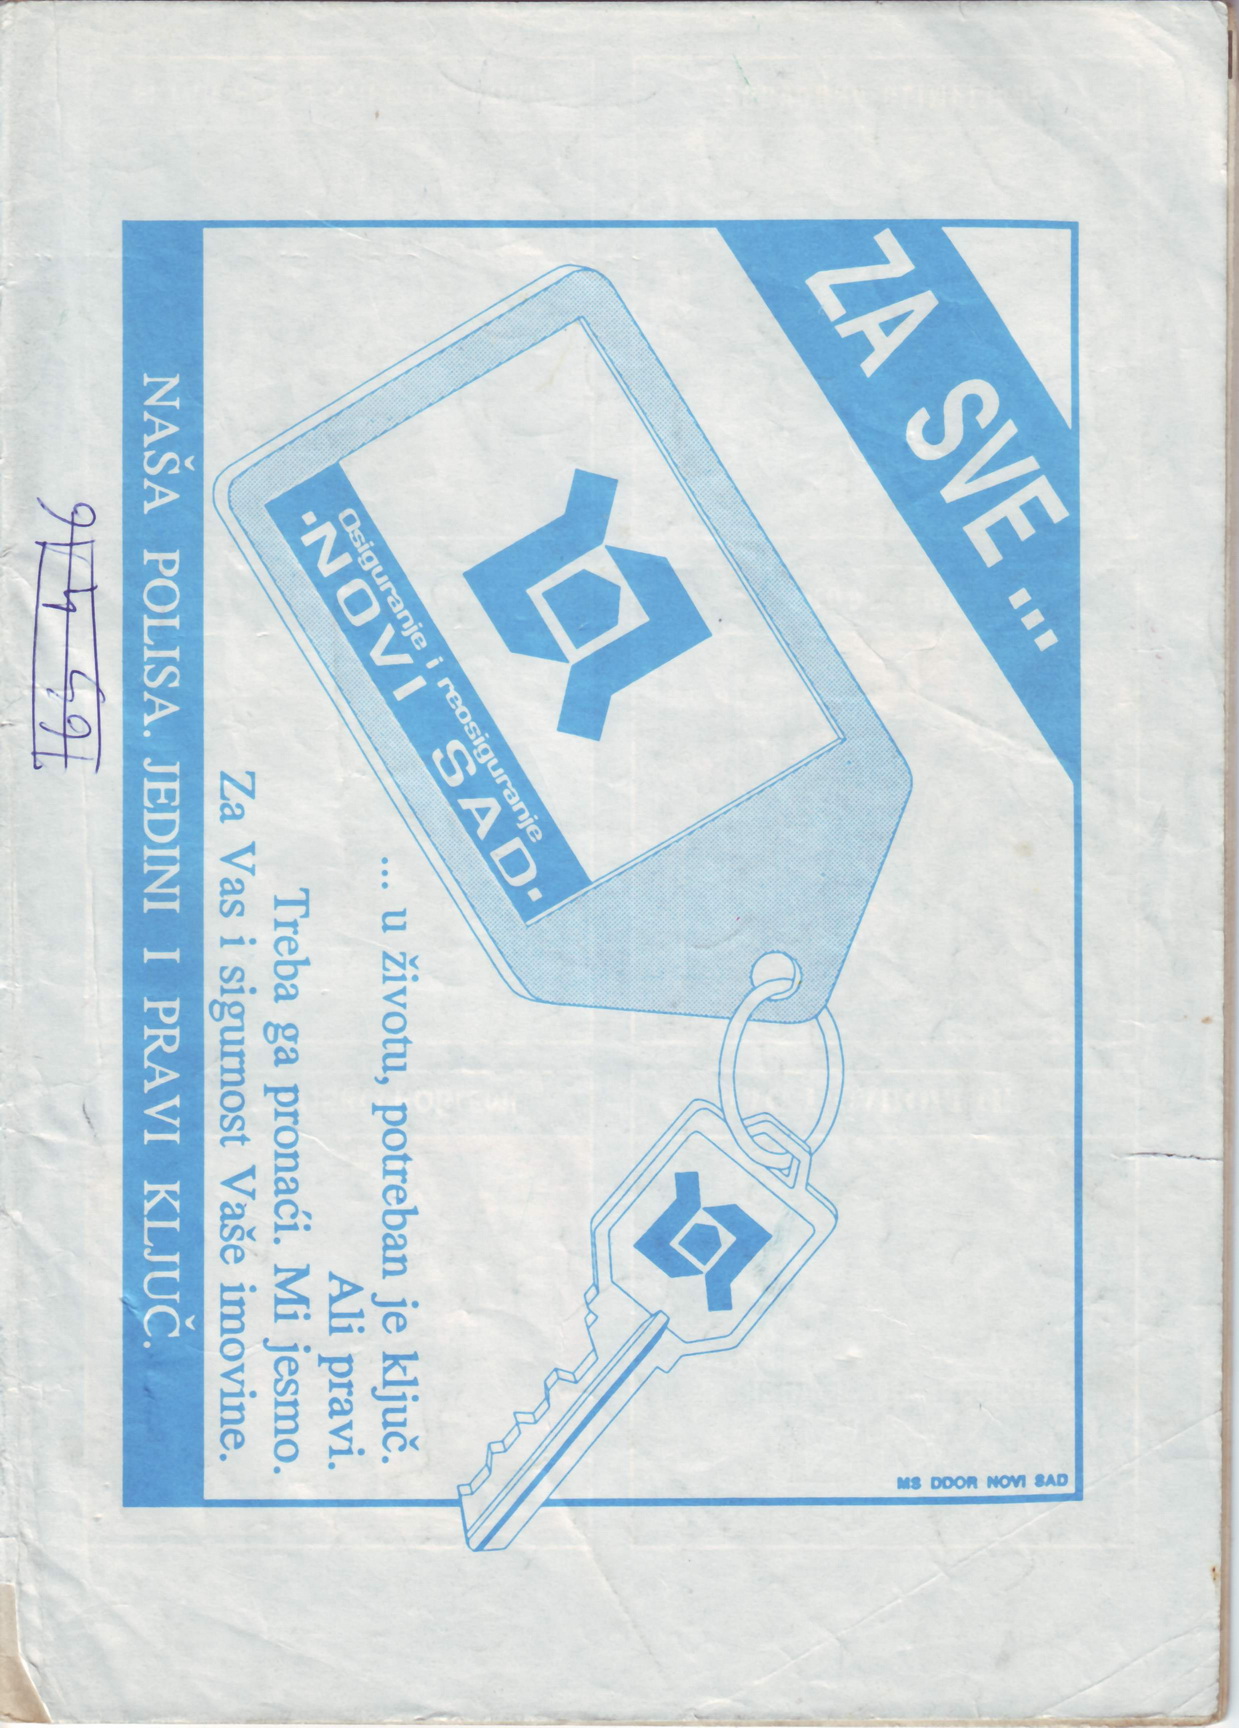 ZA SVE...
Osiguranje i reosiguranje
·NOVI SAD·
MS DDOR NOVI SAD
... u životu, potreban je ključ.
Ali pravi.
Treba ga pronaći. Mi jesmo.
Za Vas i sigurnost Vaše imovine.
NAŠA POLISA. JEDINI I PRAVI KLJUČ.